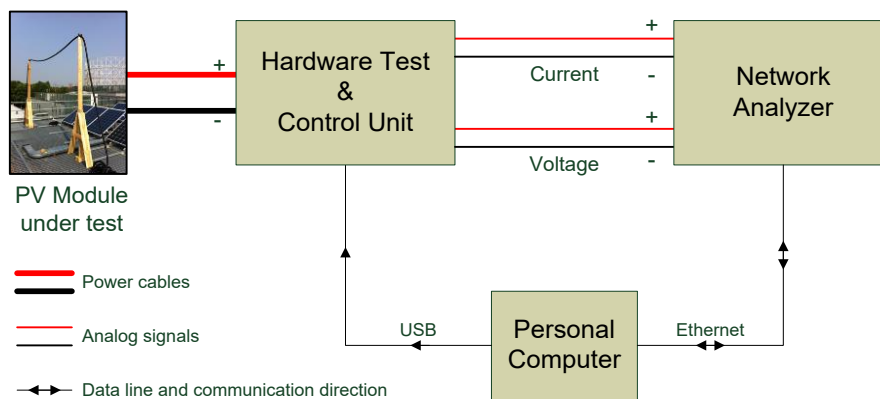 PV Module
under test
+
-
Hardware Test
&
Control Unit
+
Current
-
+
Voltage
-
Network
Analyzer
Power cables
Analog signals
Data line and communication direction
USB
Personal
Computer
Ethernet